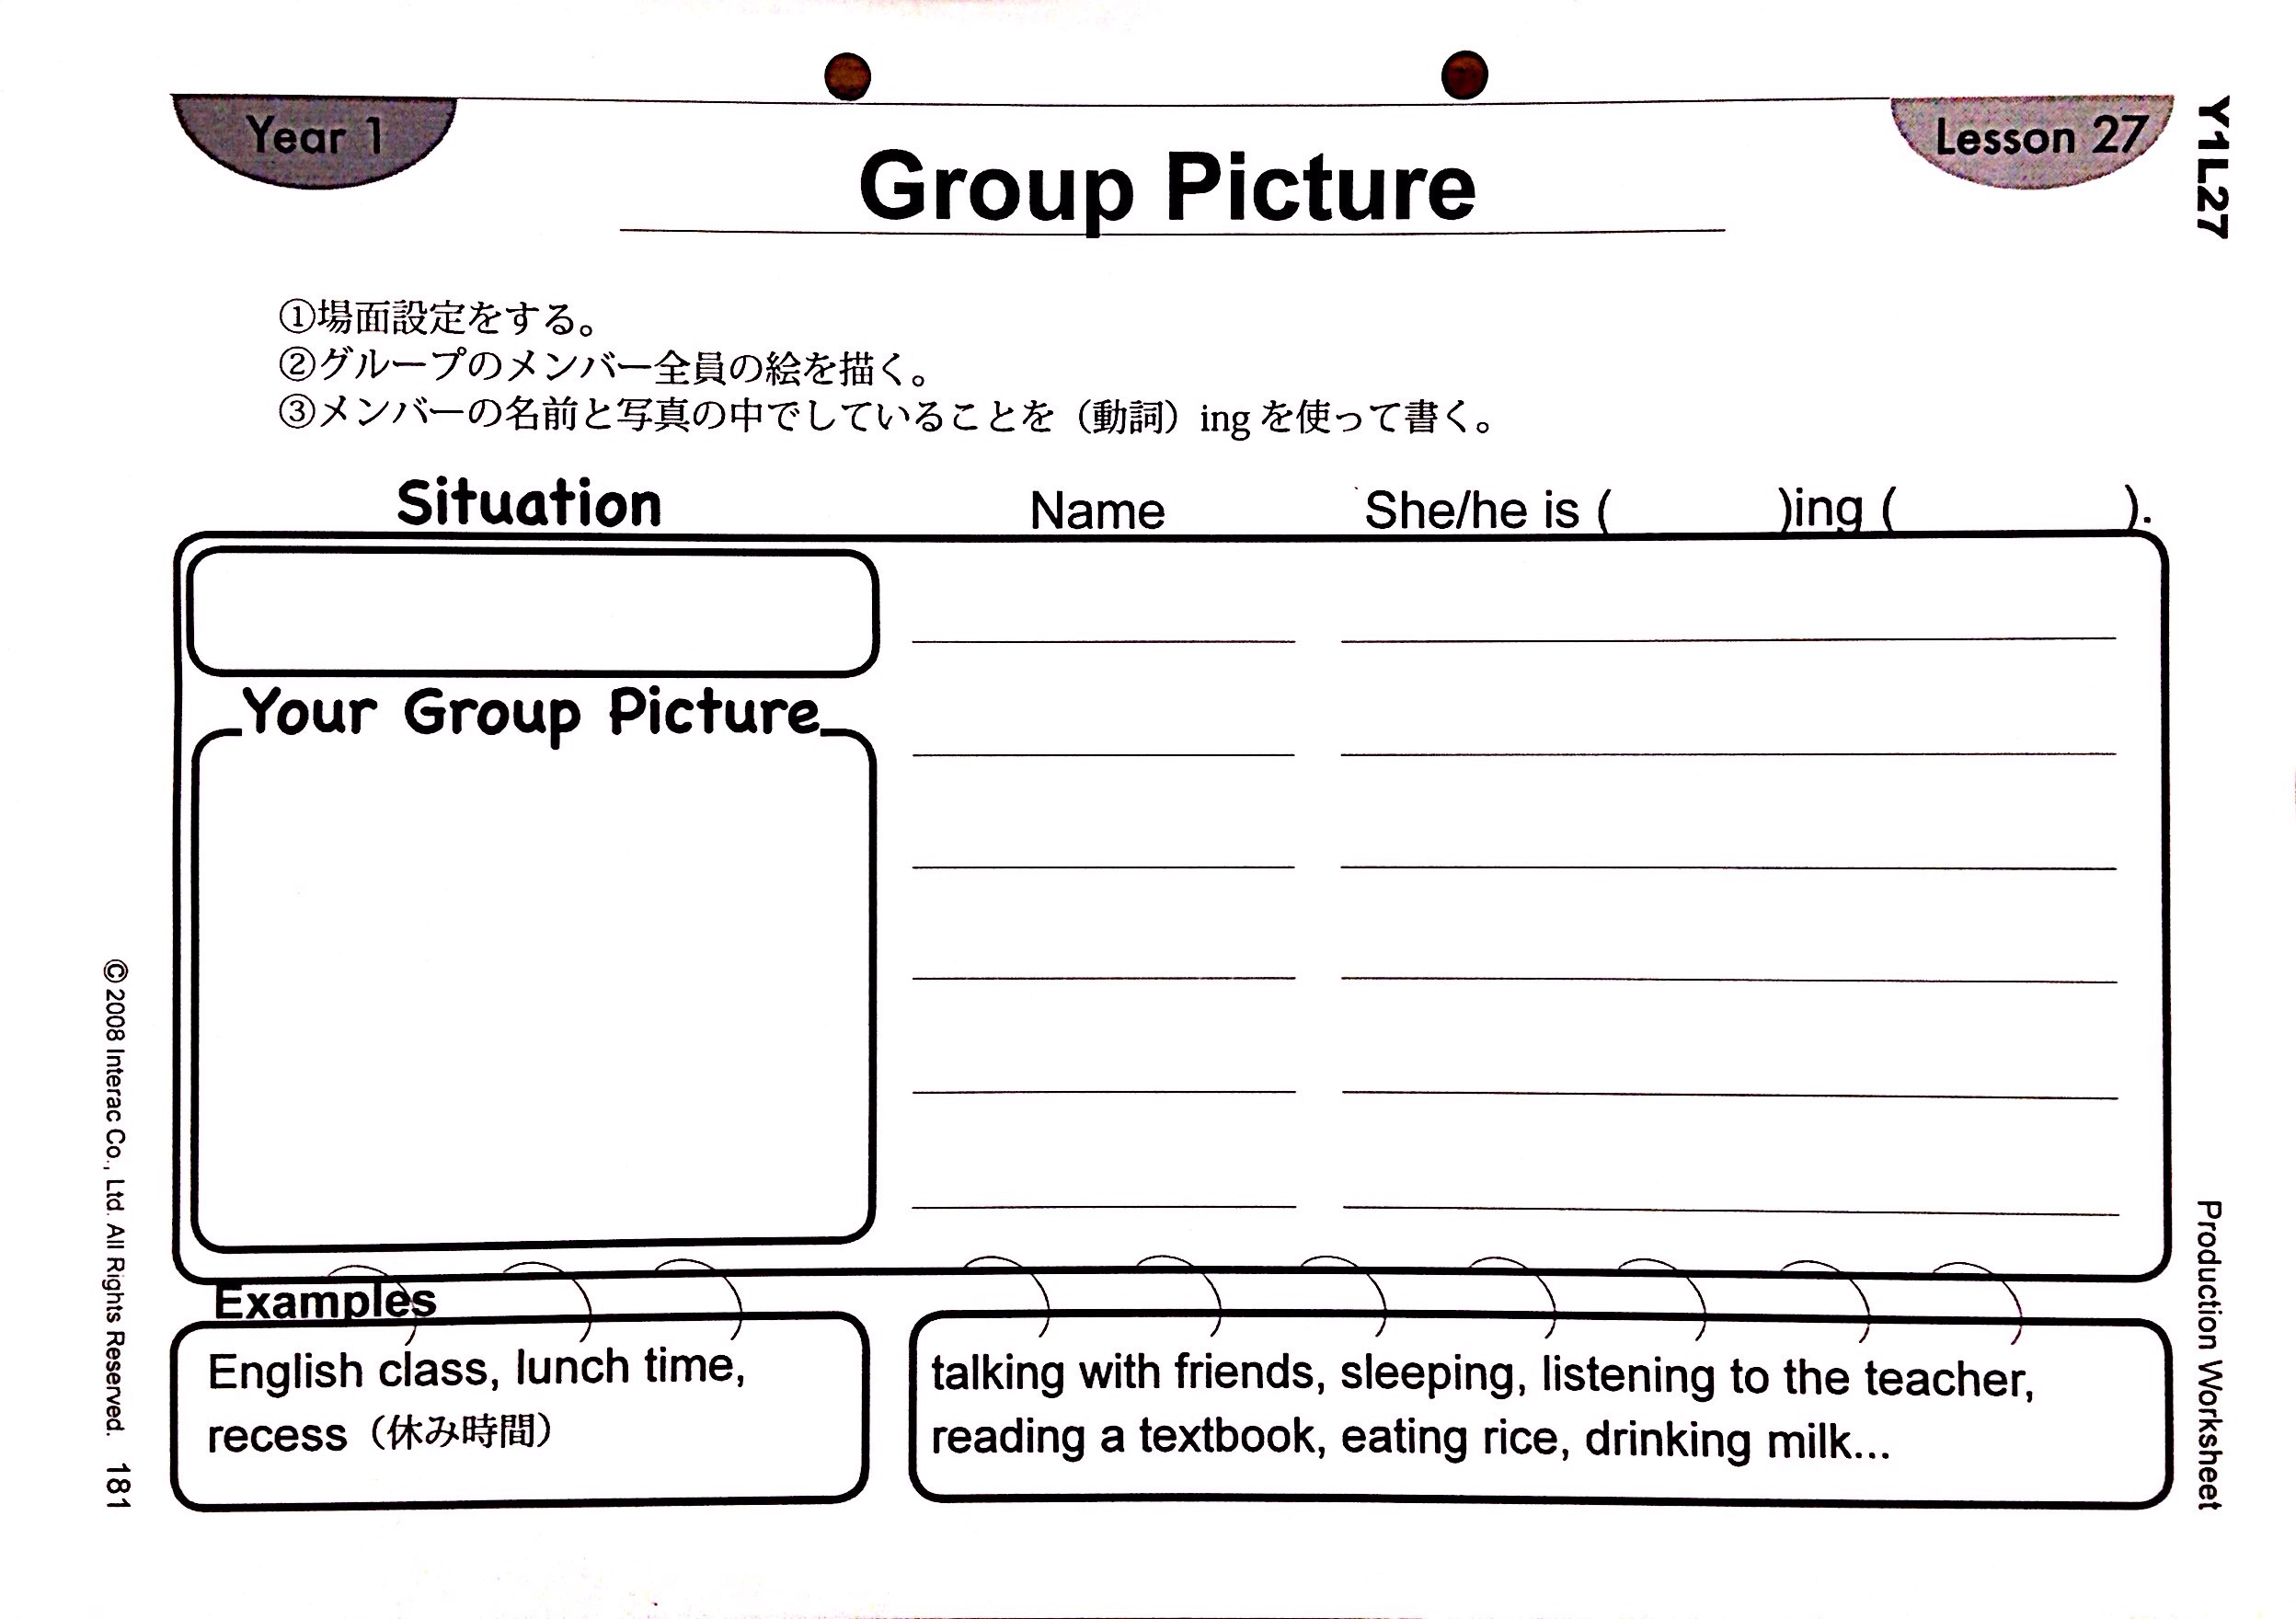 Year 1
Lesson 27
Y1L27
Group Picture
①場面設定をする。
②グループのメンバー全員の絵を描く。
③メンバーの名前と写真の中でしていることを（動詞）ing を使って書く。
Situation
Name
She/he is ( )ing ( ).
Your Group Picture
Examples
English class, lunch time,
recess（休み時間）
talking with friends, sleeping, listening to the teacher,
reading a textbook, eating rice, drinking milk...
© 2008 Interac Co., Ltd. All Rights Reserved. 181
Production Worksheet